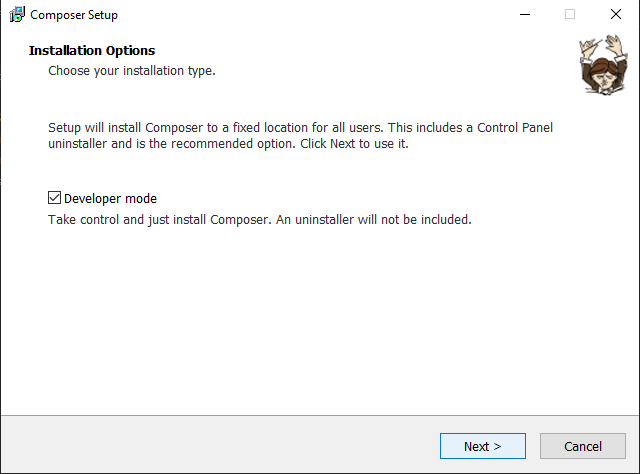 Composer Setup
Installation Options
Choose your installation type.
Setup will install Composer to a fixed location for all users. This includes a Control Panel
uninstaller and is the recommended option. Click Next to use it.
Developer mode
Take control and just install Composer. An uninstaller will not be included.
Next >
Cancel